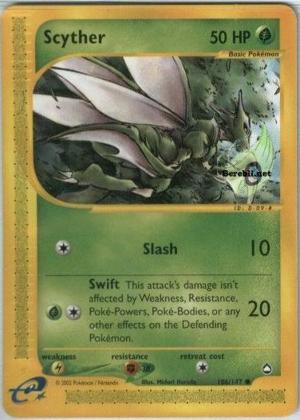 Scyther 50 HP
Basic Pokémon
Serebii.net
Slash 10
Swift This attack's damage isn't
affected by Weakness, Resistance,
Poké-Powers, Poké-Bodies, or any
other effects on the Defending
Pokémon.
20
weakness resistance retreat cost
© 2002 Pokémon / Nintendo Illus. Midori Harada 106/147
e